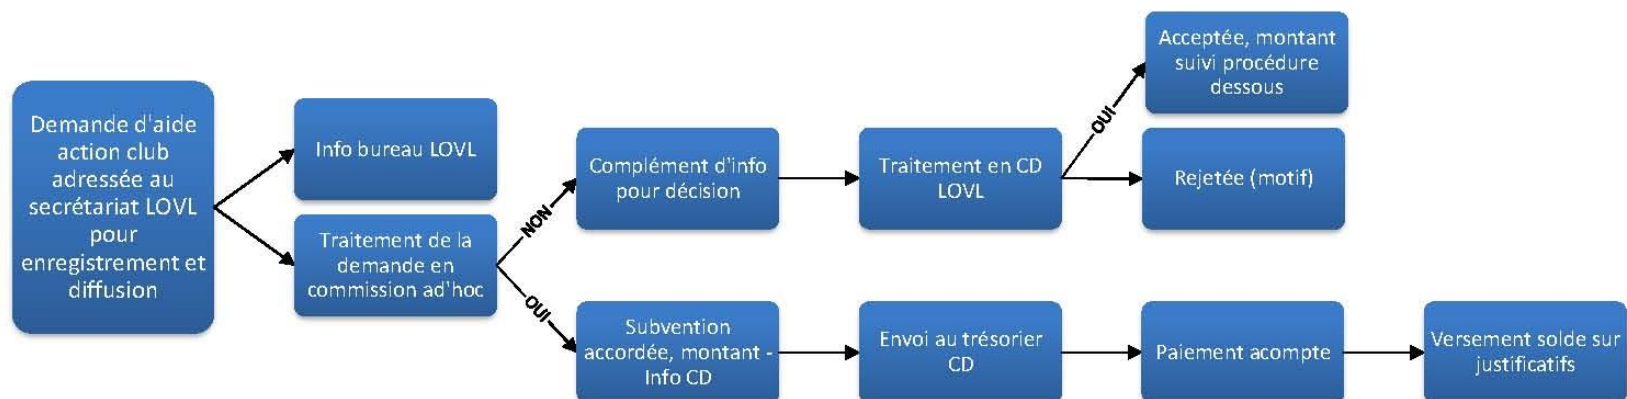 Demande d'aide
action club
adressée au
secrétariat LOVL
pour
enregistrement et
diffusion
Info bureau LOVL
Traitement de la
demande en
commission ad'hoc
NON
OUI
Complément d'info
pour décision
Traitement en CD
LOVL
OUI
Acceptée, montant
suivi procédure
dessous
Rejetée (motif)
Subvention
accordée, montant -
Info CD
Envoi au trésorier
CD
Paiement acompte
Versement solde sur
justificatifs